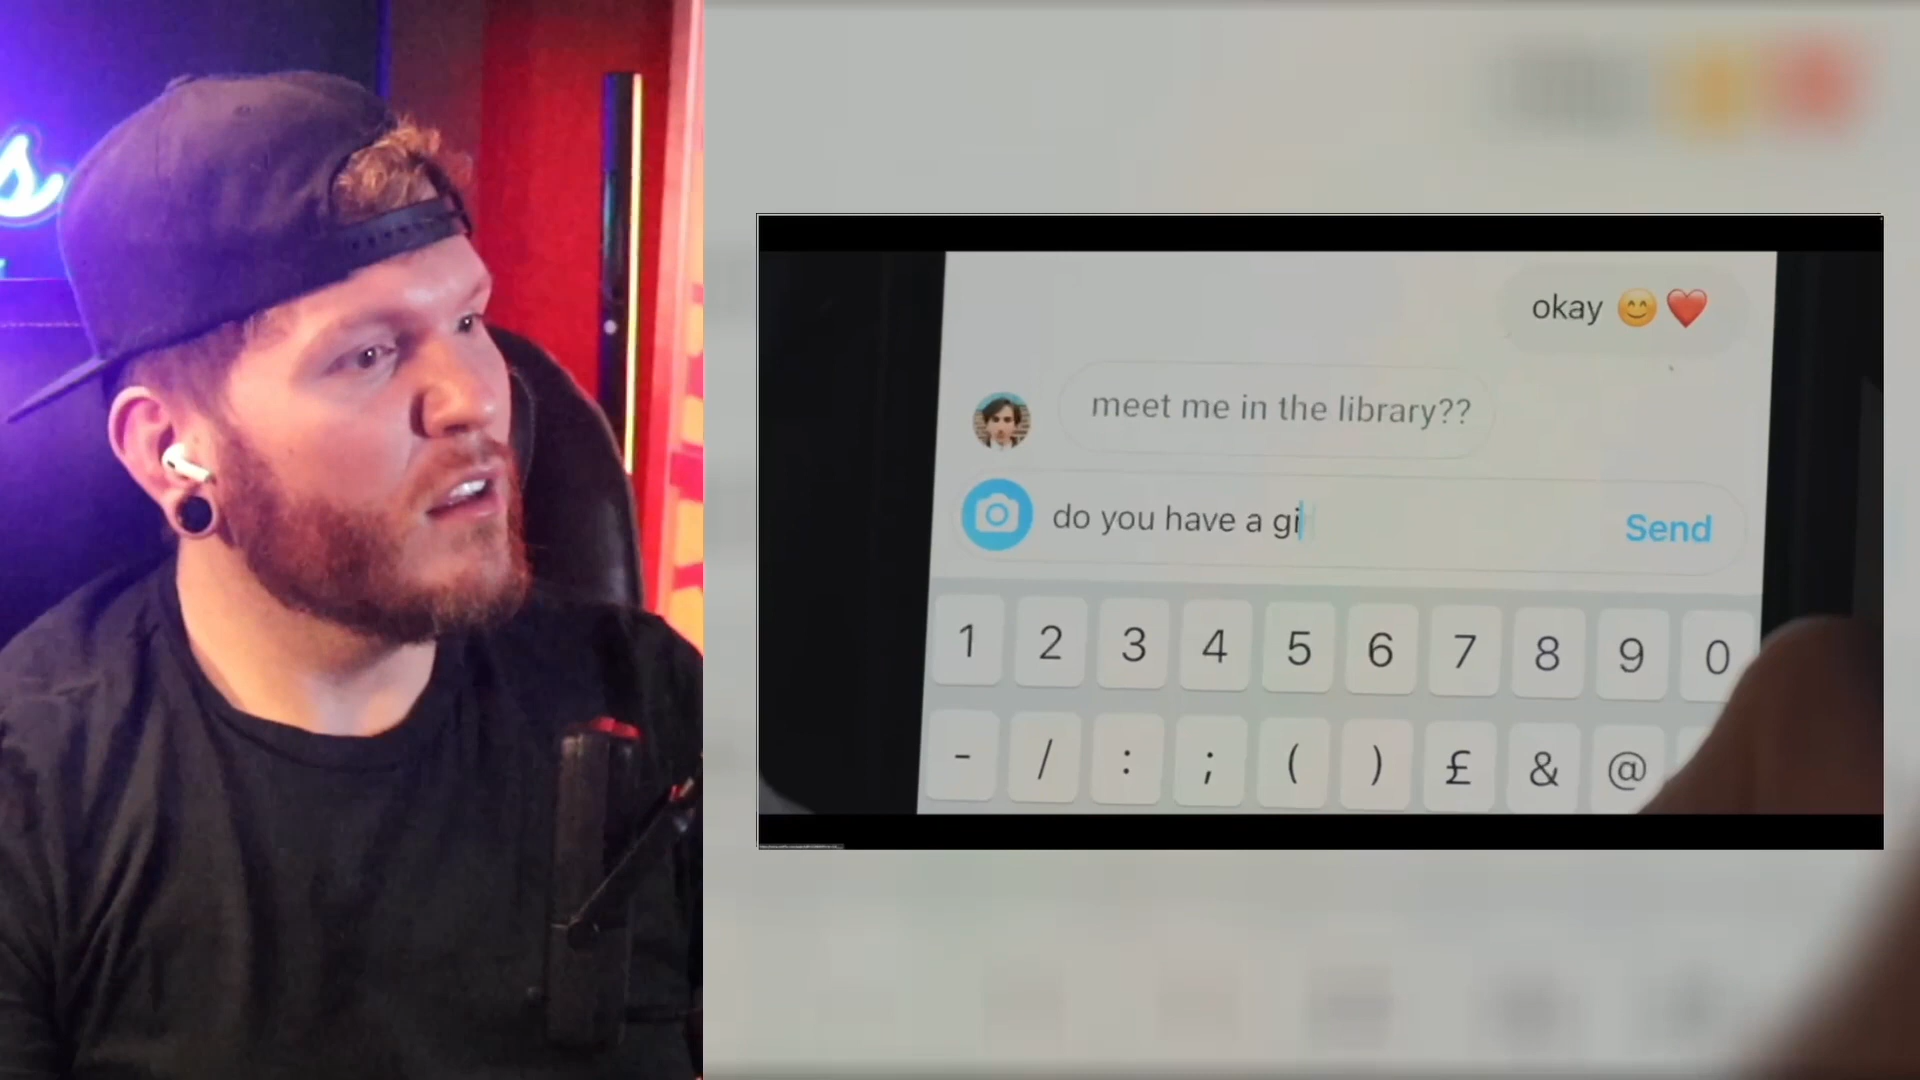 s
okay 😊❤️
meet me in the library??
do you have a gi
Send
1 2 3 4 5 6 7 8 9 0
- / : ; ( ) £ & @